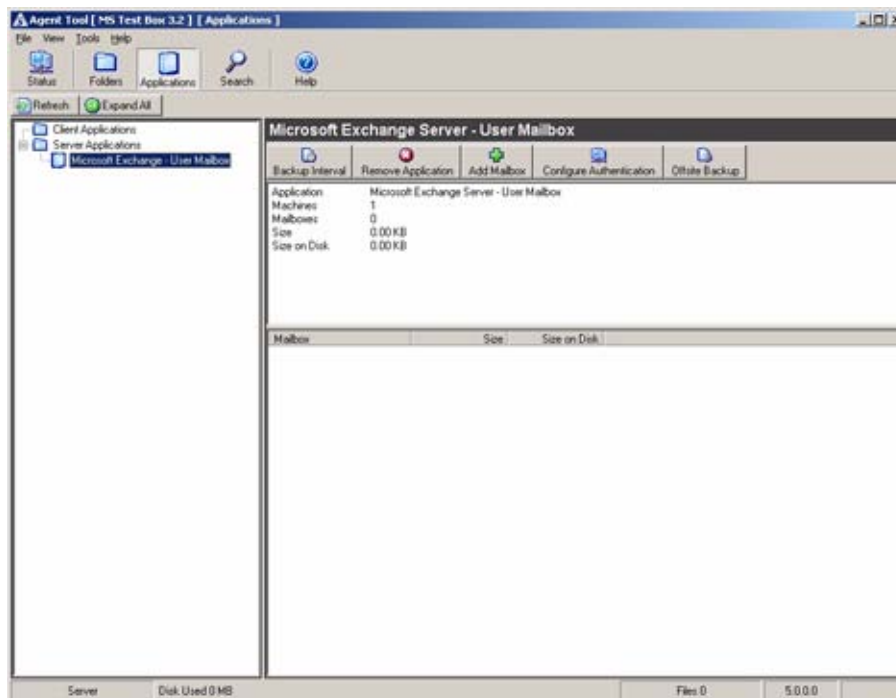 Agent Tool [ MS Test Box 3.2 ] [ Applications ]
File View Tools Help
Status Folders Applications Search Help
Refresh Expand All
Client Applications
Server Applications
Microsoft Exchange - User Mailbox
Microsoft Exchange Server - User Mailbox
Backup Interval Remove Application Add Mailbox Configure Authentication Offsite Backup
Application Microsoft Exchange Server - User Mailbox
Machines 1
Mailboxes 0
Size 0.00 KB
Size on Disk 0.00 KB
Mailbox Size Size on Disk
Server Disk Used 0 MB Files 0 5.0.0.0